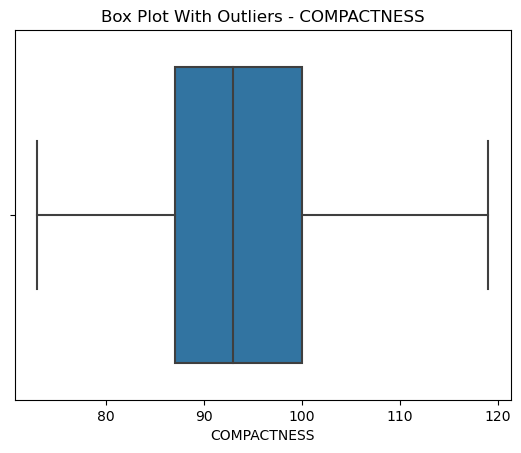 Box Plot With Outliers - COMPACTNESS
80 90 100 110 120
COMPACTNESS